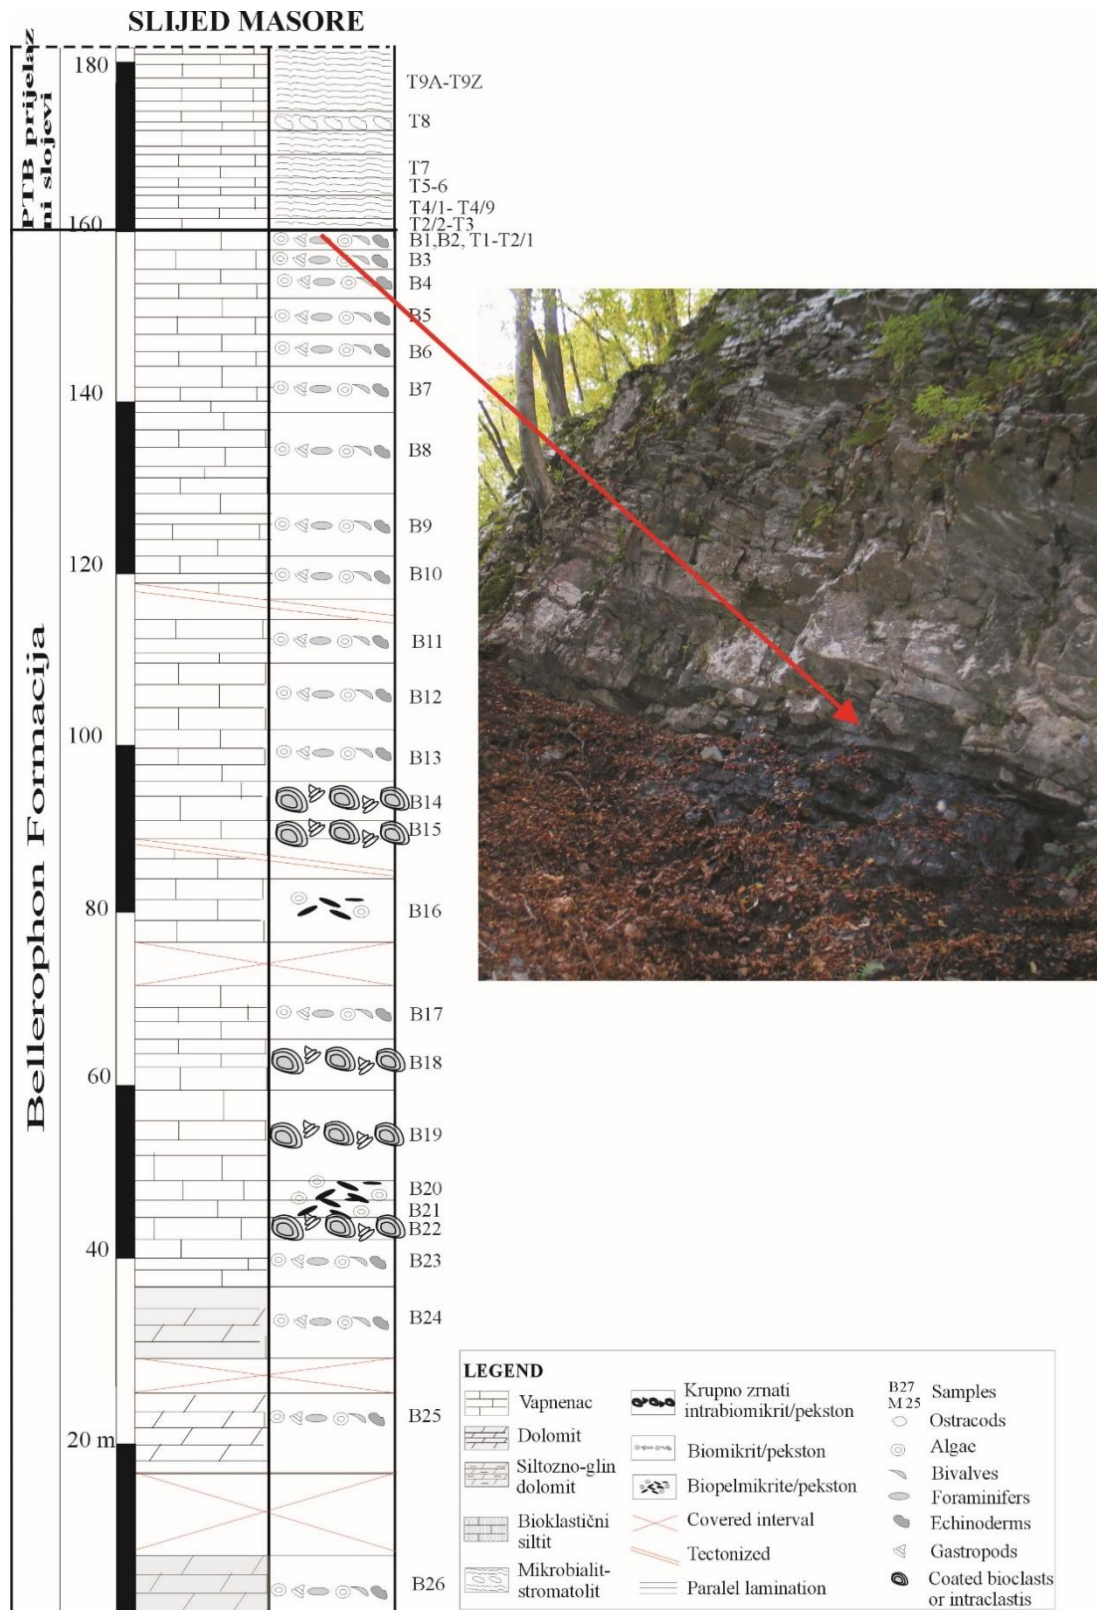 SLIJED MASORE
PTB prijelaz
ni slojevi
Bellerophon Formacija
180
160
140
120
100
80
60
40
20 m
T9A-T9Z
T8
T7
T5-6
T4/1- T4/9
T2/2-T3
B1,B2, T1-T2/1
B3
B4
B5
B6
B7
B8
B9
B10
B11
B12
B13
B14
B15
B16
B17
B18
B19
B20
B21
B22
B23
B24
B25
B26
LEGEND
Vapnenac
Dolomit
Siltozno-glin
dolomit
Bioklastični
siltit
Mikrobialit-
stromatolit
Krupno zrnati
intrabiomikrit/pekston
Biomikrit/pekston
Biopelmikrite/pekston
Covered interval
Tectonized
Paralel lamination
B27
M 25
Samples
Ostracods
Algae
Bivalves
Foraminifers
Echinoderms
Gastropods
Coated bioclasts
or intraclastis